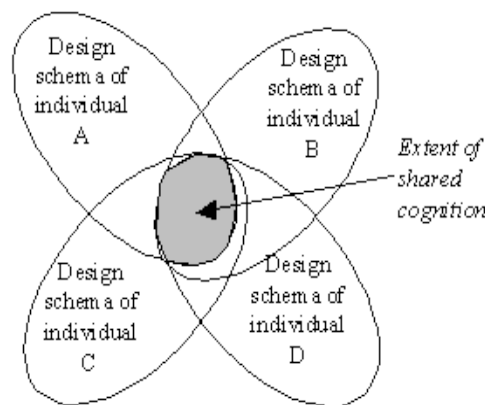 Design
schema of
individual
A
Design
schema of
individual
B
Extent of
shared
cognition
Design
schema of
individual
C
Design
schema of
individual
D